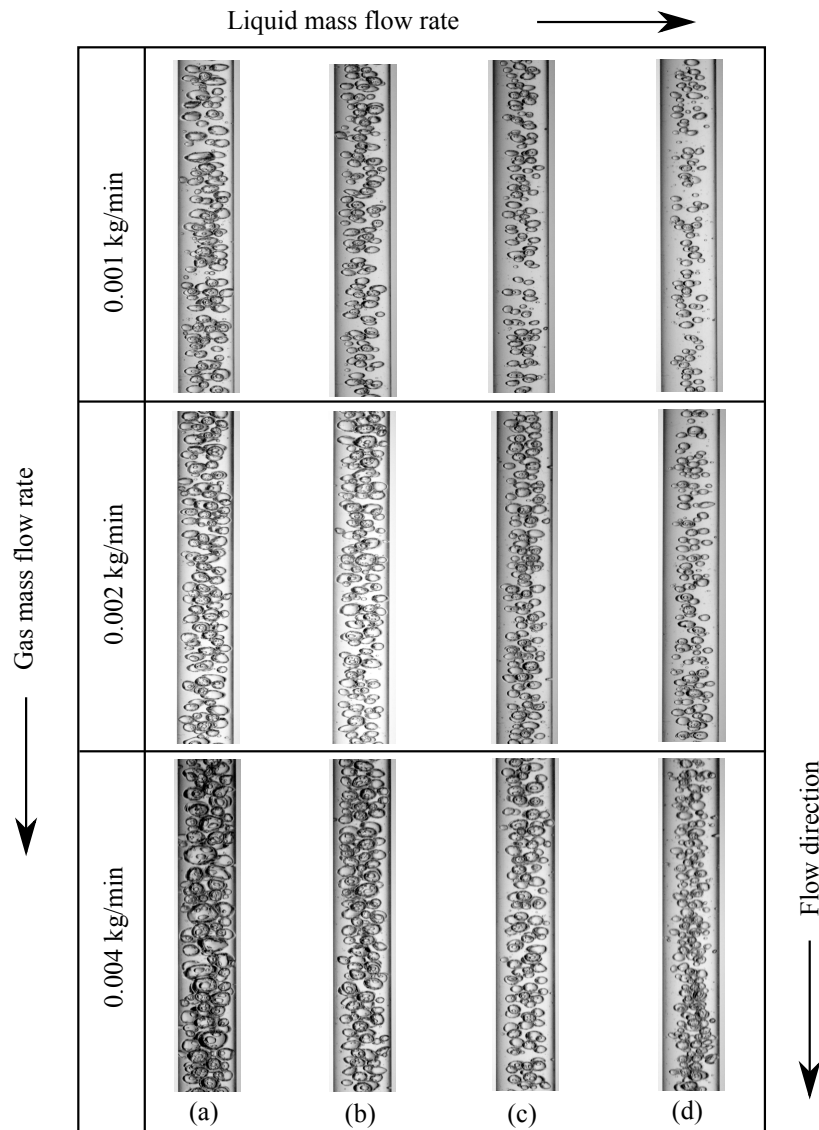 Liquid mass flow rate
0.001 kg/min
0.002 kg/min
0.004 kg/min
Gas mass flow rate
Flow direction
(a) (b) (c) (d)